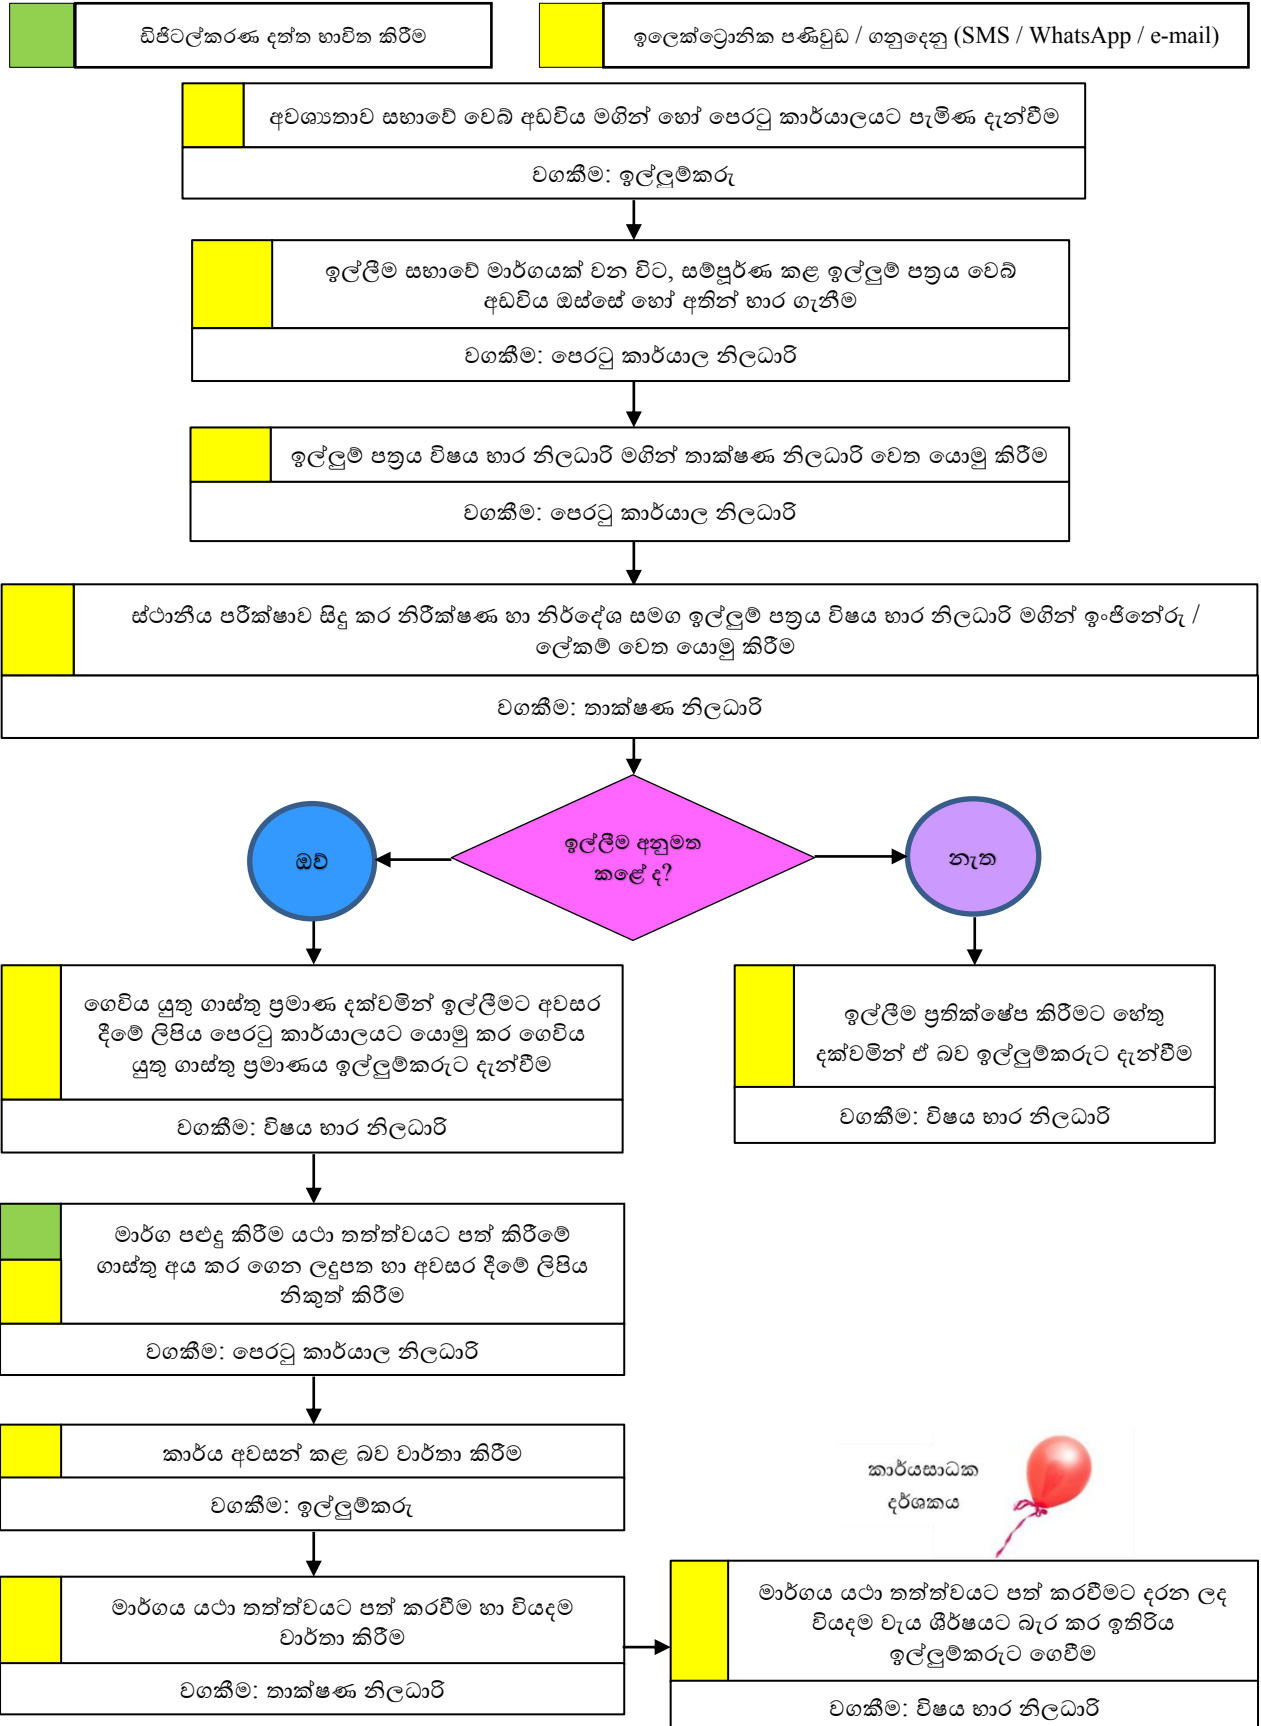 ඩිජිටල්කරණ දත්ත භාවිත කිරීම
ඉලෙක්ට්‍රොනික පණිවුඩ / ගනුදෙනු (SMS / WhatsApp / e-mail)
අවශ්‍යතාව සභාවේ වෙබ් අඩවිය මගින් හෝ පෙරටු කාර්යාලයට පැමිණ දැන්වීම
වගකීම: ඉල්ලුම්කරු
ඉල්ලීම සභාවේ මාර්ගයක් වන විට, සම්පූර්ණ කළ ඉල්ලුම් පත්‍රය වෙබ්
අඩවිය ඔස්සේ හෝ අතින් භාර ගැනීම
වගකීම: පෙරටු කාර්යාල නිලධාරි
ඉල්ලුම් පත්‍රය විෂය භාර නිලධාරි මගින් තාක්ෂණ නිලධාරි වෙත යොමු කිරීම
වගකීම: පෙරටු කාර්යාල නිලධාරි
ස්ථානීය පරීක්ෂාව සිදු කර නිරීක්ෂණ හා නිර්දේශ සමග ඉල්ලුම් පත්‍රය විෂය භාර නිලධාරි මගින් ඉංජිනේරු /
ලේකම් වෙත යොමු කිරීම
වගකීම: තාක්ෂණ නිලධාරි
ඉල්ලීම අනුමත
කළේ ද?
ඔව්
නැත
ගෙවිය යුතු ගාස්තු ප්‍රමාණ දක්වමින් ඉල්ලීමට අවසර
දීමේ ලිපිය පෙරටු කාර්යාලයට යොමු කර ගෙවිය
යුතු ගාස්තු ප්‍රමාණය ඉල්ලුම්කරුට දැන්වීම
වගකීම: විෂය භාර නිලධාරි
ඉල්ලීම ප්‍රතික්ෂේප කිරීමට හේතු
දක්වමින් ඒ බව ඉල්ලුම්කරුට දැන්වීම
වගකීම: විෂය භාර නිලධාරි
මාර්ග පළුදු කිරීම යථා තත්ත්වයට පත් කිරීමේ
ගාස්තු අය කර ගෙන ලදුපත හා අවසර දීමේ ලිපිය
නිකුත් කිරීම
වගකීම: පෙරටු කාර්යාල නිලධාරි
කාර්ය අවසන් කළ බව වාර්තා කිරීම
වගකීම: ඉල්ලුම්කරු
කාර්යසාධක
දර්ශකය
මාර්ගය යථා තත්ත්වයට පත් කරවීම හා වියදම
වාර්තා කිරීම
වගකීම: තාක්ෂණ නිලධාරි
මාර්ගය යථා තත්ත්වයට පත් කරවීමට දරන ලද
වියදම වැය ශීර්ෂයට බැර කර ඉතිරිය
ඉල්ලුම්කරුට ගෙවීම
වගකීම: විෂය භාර නිලධාරි